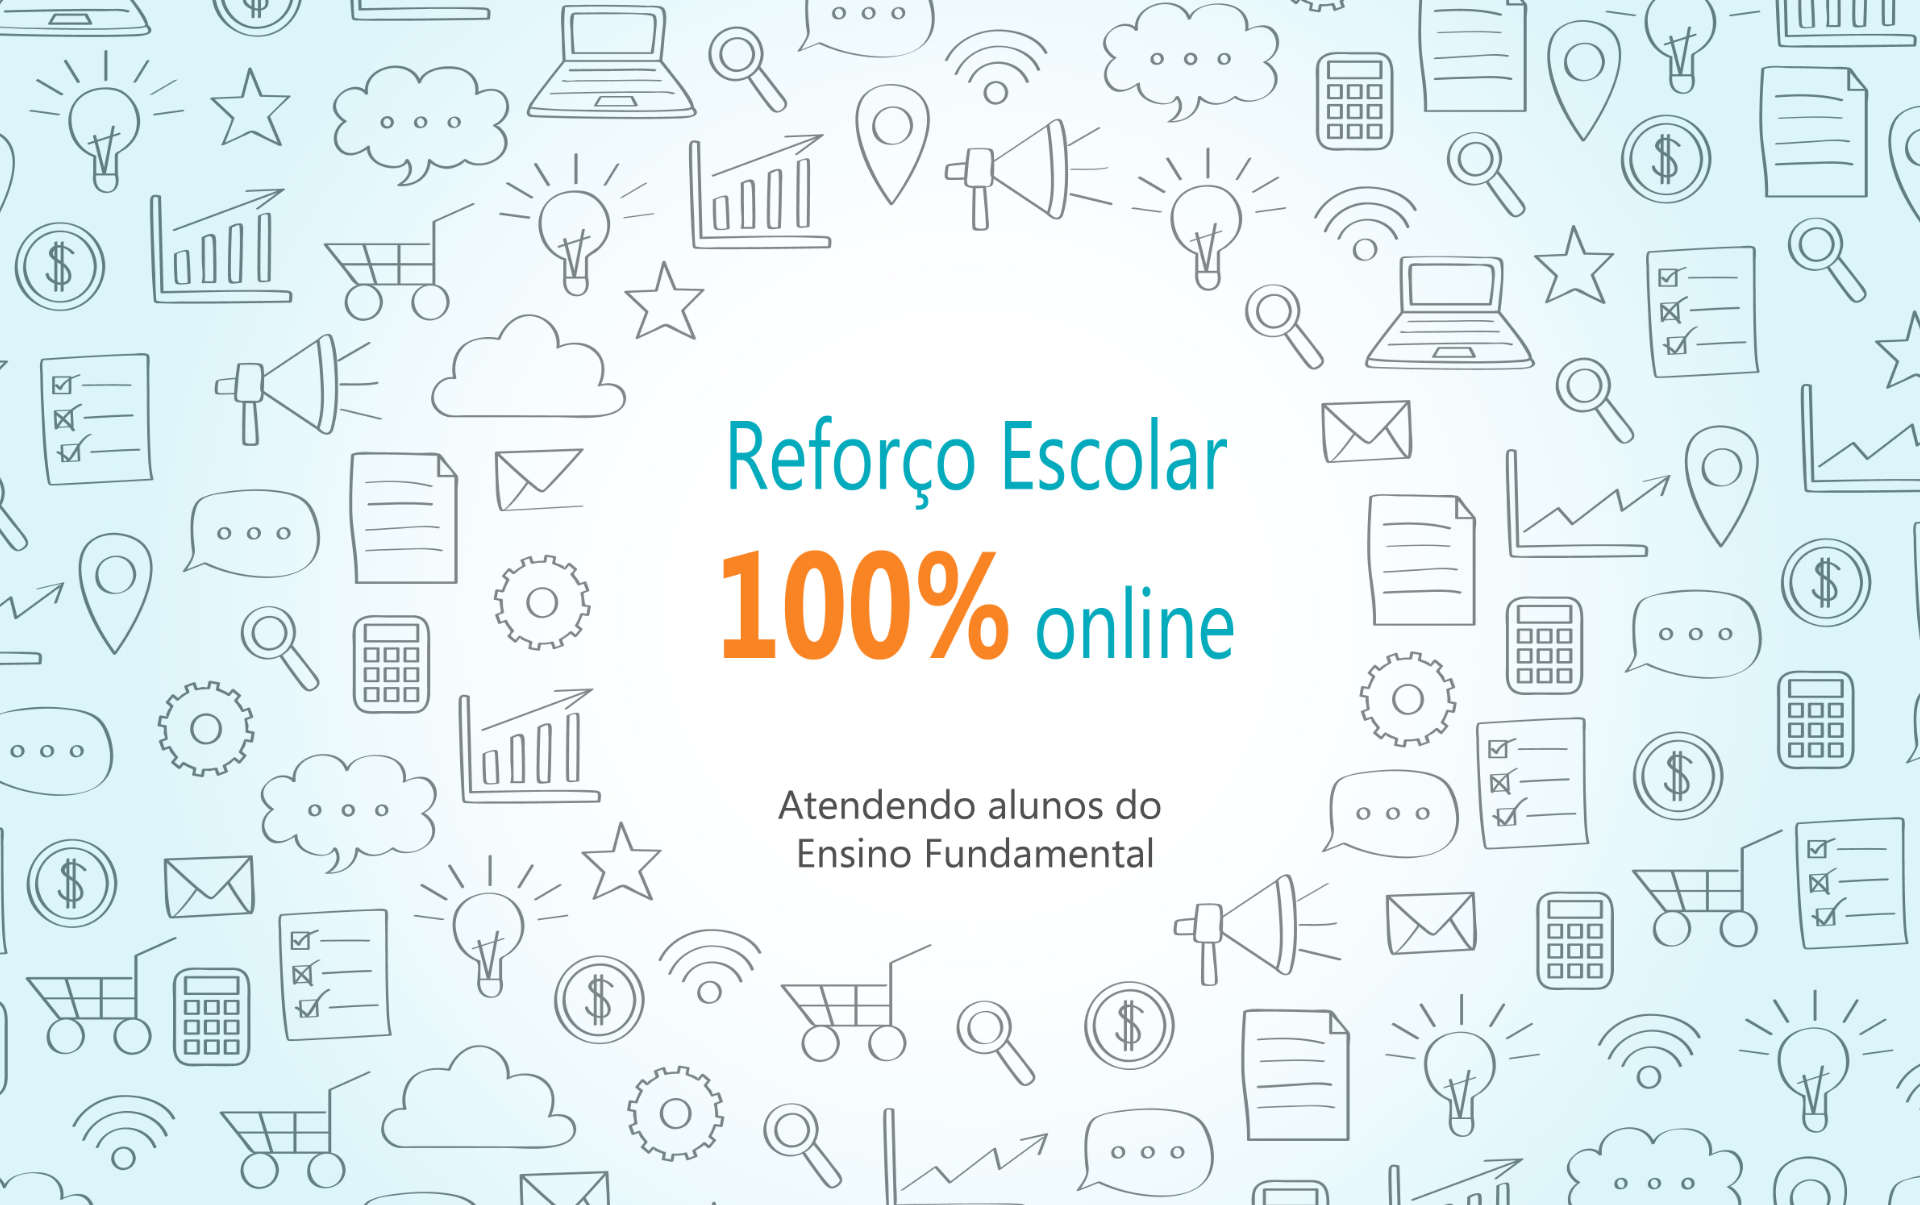 Reforço Escolar
100% online
Atendendo alunos do
Ensino Fundamental